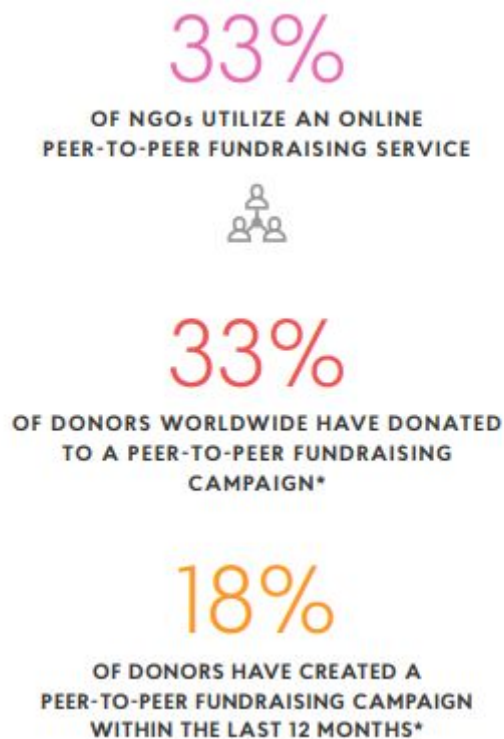 33%
OF NGOs UTILIZE AN ONLINE
PEER-TO-PEER FUNDRAISING SERVICE
33%
OF DONORS WORLDWIDE HAVE DONATED
TO A PEER-TO-PEER FUNDRAISING
CAMPAIGN*
18%
OF DONORS HAVE CREATED A
PEER-TO-PEER FUNDRAISING CAMPAIGN
WITHIN THE LAST 12 MONTHS*